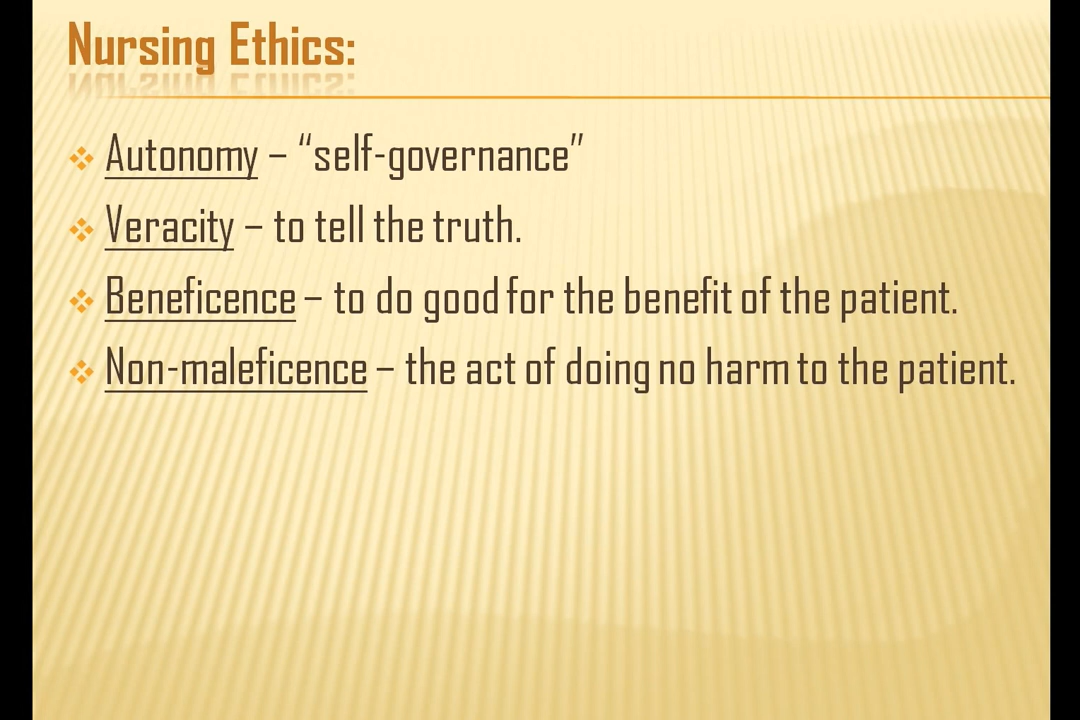 Nursing Ethics:
Autonomy – “self-governance”
Veracity – to tell the truth.
Beneficence – to do good for the benefit of the patient.
Non-maleficence – the act of doing no harm to the patient.